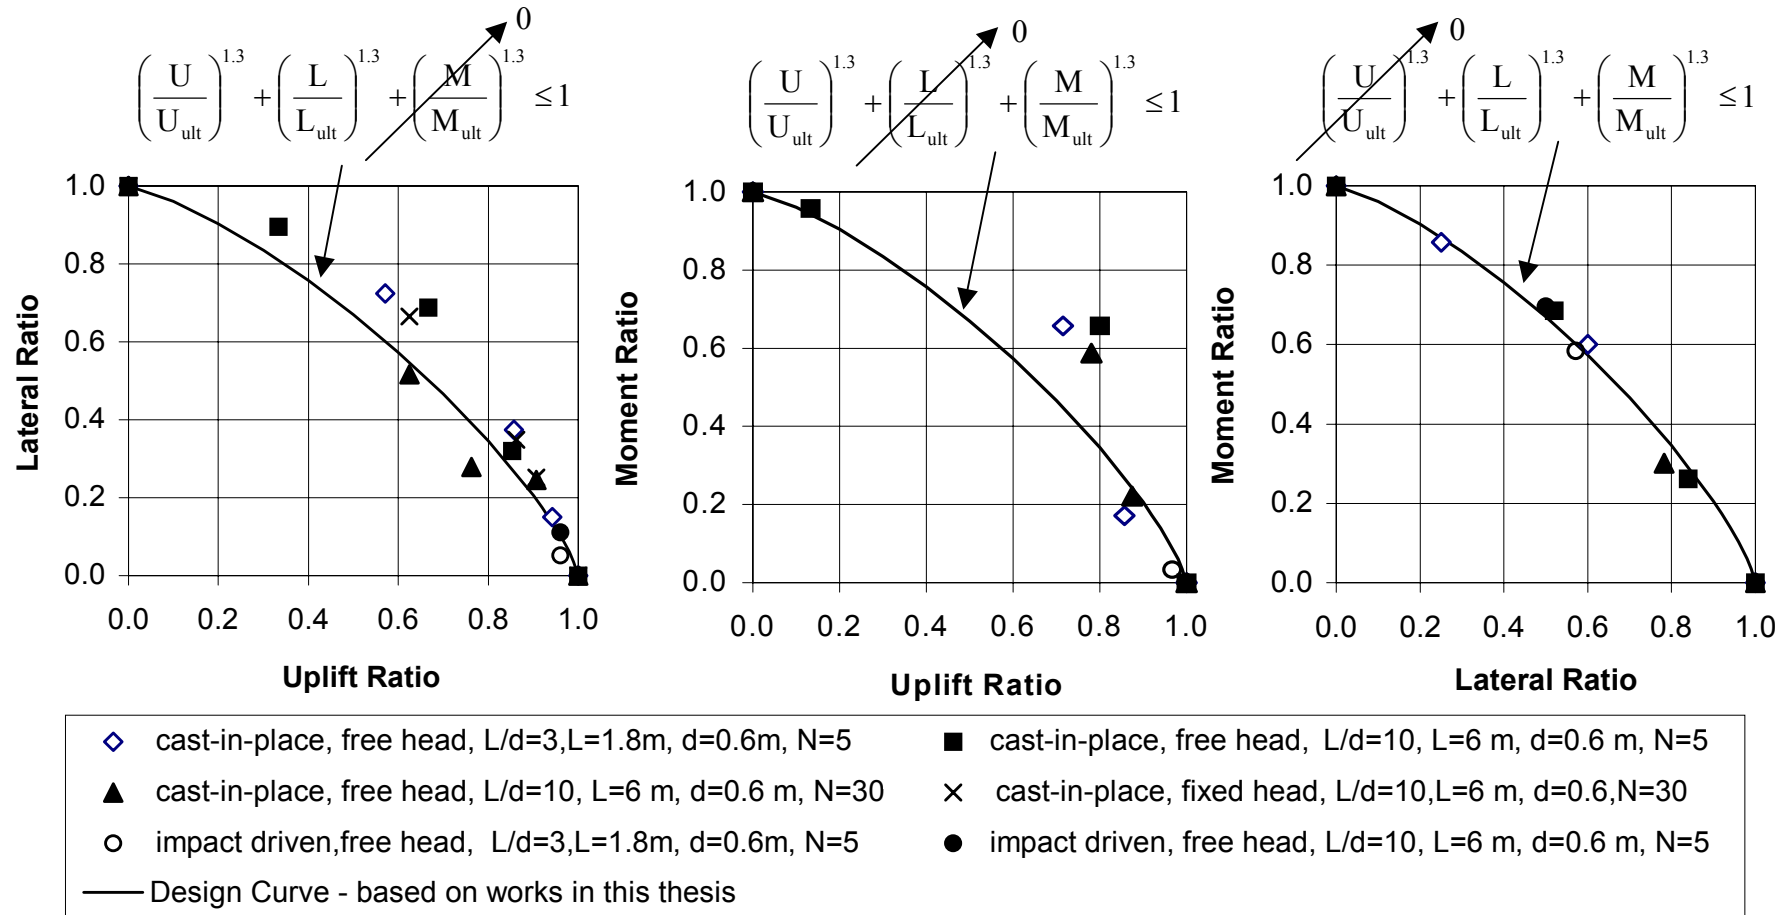 (U/U_ult)^1.3 + (L/L_ult)^1.3 + (M/M_ult)^1.3 ≤ 1
0
(U/U_ult)^1.3 + (L/L_ult)^1.3 + (M/M_ult)^1.3 ≤ 1
0
(U/U_ult)^1.3 + (L/L_ult)^1.3 + (M/M_ult)^1.3 ≤ 1
0
Lateral Ratio
1.0
0.8
0.6
0.4
0.2
0.0
0.0 0.2 0.4 0.6 0.8 1.0
Uplift Ratio
Moment Ratio
1.0
0.8
0.6
0.4
0.2
0.0
0.0 0.2 0.4 0.6 0.8 1.0
Uplift Ratio
Moment Ratio
1.0
0.8
0.6
0.4
0.2
0.0
0.0 0.2 0.4 0.6 0.8 1.0
Lateral Ratio
cast-in-place, free head, L/d=3,L=1.8m, d=0.6m, N=5
cast-in-place, free head, L/d=10, L=6 m, d=0.6 m, N=5
cast-in-place, free head, L/d=10, L=6 m, d=0.6 m, N=30
cast-in-place, fixed head, L/d=10,L=6 m, d=0.6,N=30
impact driven,free head, L/d=3,L=1.8m, d=0.6m, N=5
impact driven, free head, L/d=10, L=6 m, d=0.6 m, N=5
Design Curve - based on works in this thesis